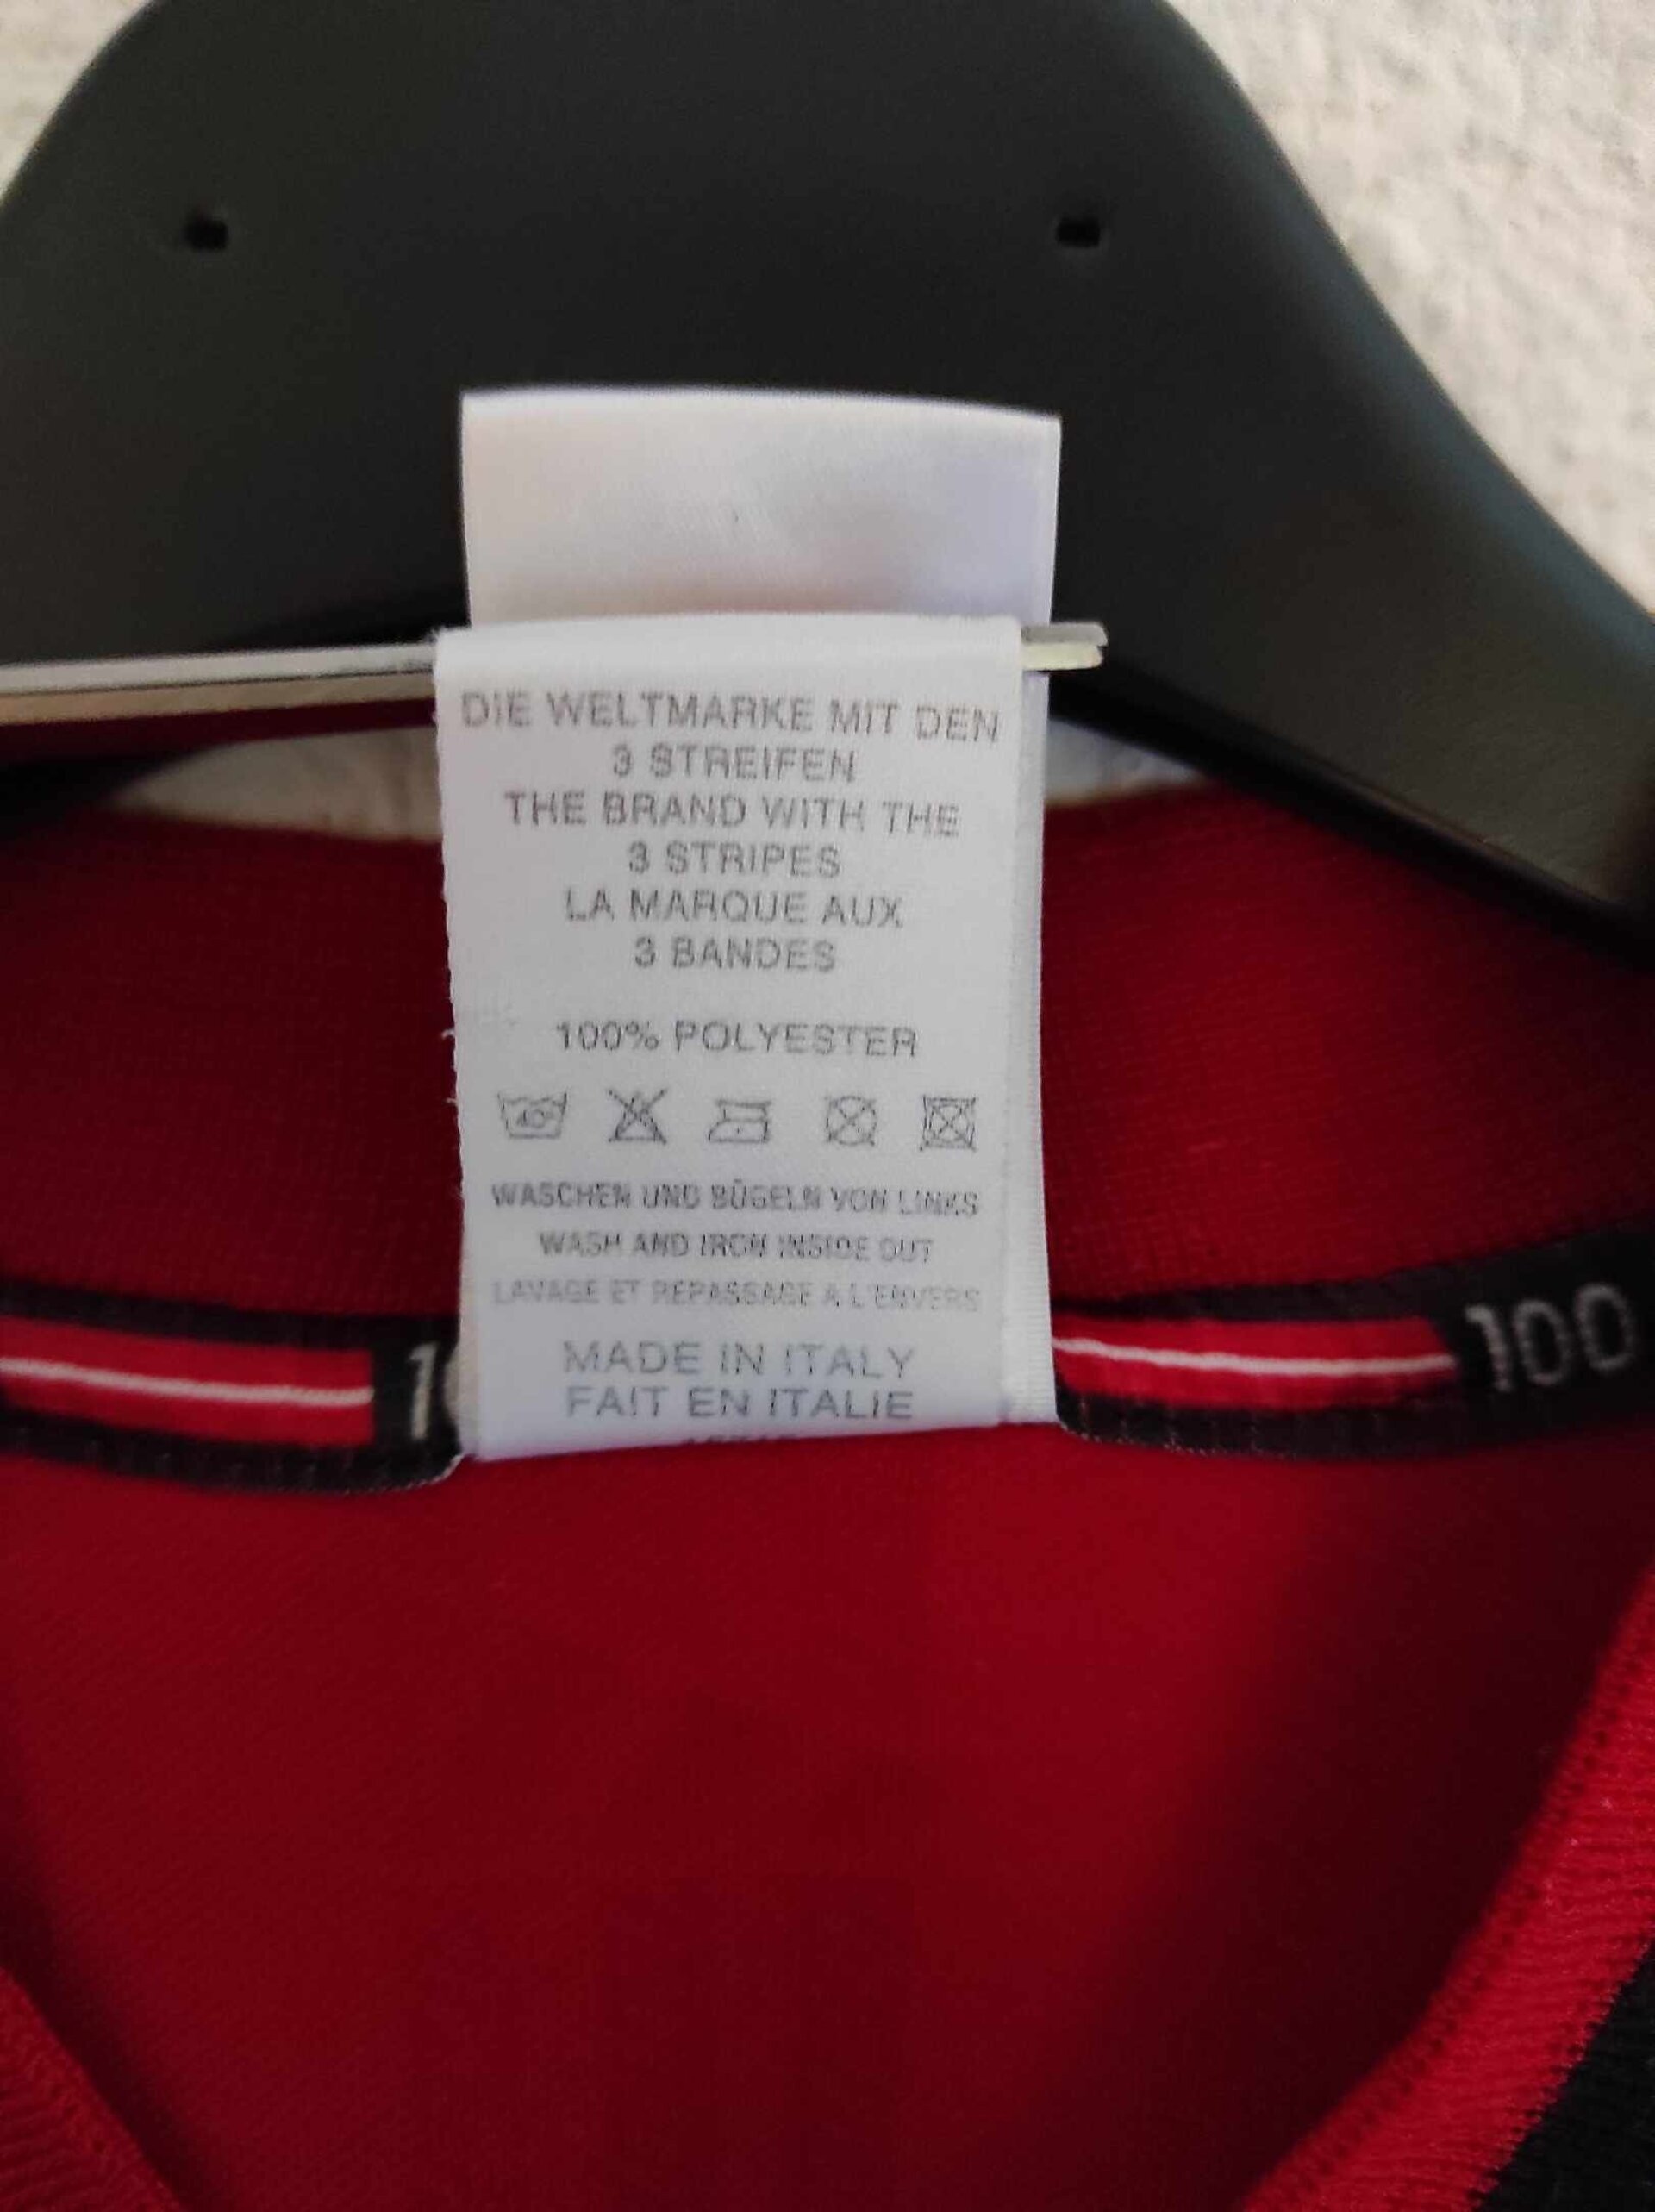 DIE WELTMARKE MIT DEN
3 STREIFEN
THE BRAND WITH THE
3 STRIPES
LA MARQUE AUX
3 BANDES
100% POLYESTER
40°
WASCHEN UND BÜGELN VON LINKS
WASH AND IRON INSIDE OUT
LAVAGE ET REPASSAGE A L'ENVERS
100
MADE IN ITALY
FAIT EN ITALIE